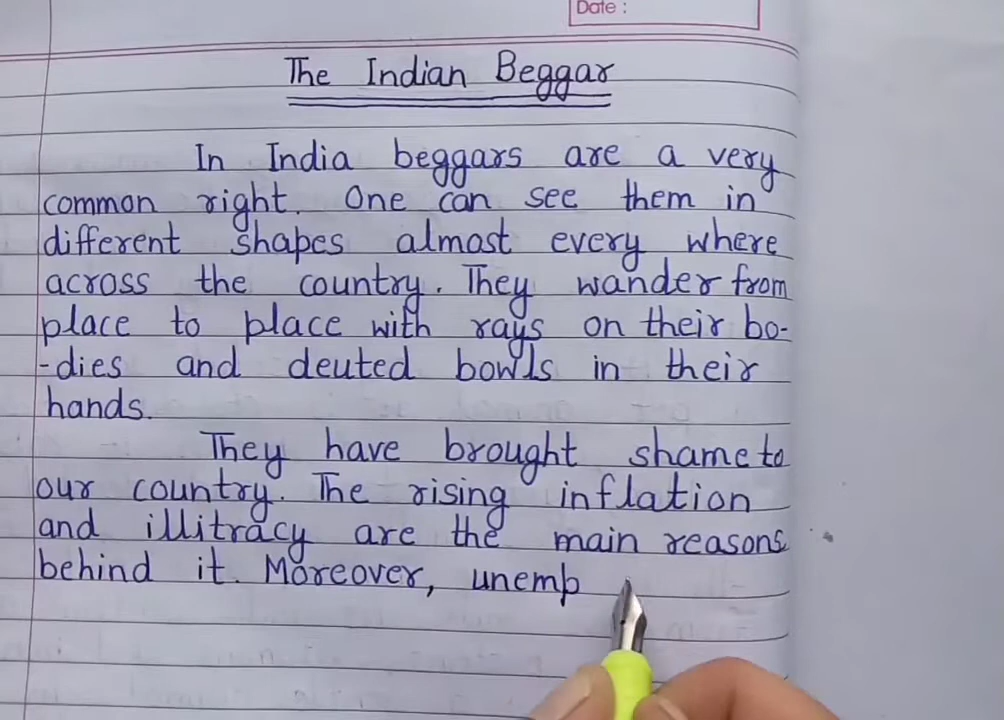 Date :
The Indian Beggar
In India beggars are a very
common right. One can see them in
different shapes almost every where
across the country. They wander from
place to place with rays on their bo-
-dies and deuted bowls in their
hands.
They have brought shame to
our country. The rising inflation
and illitracy are the main reasons
behind it. Moreover, unemp